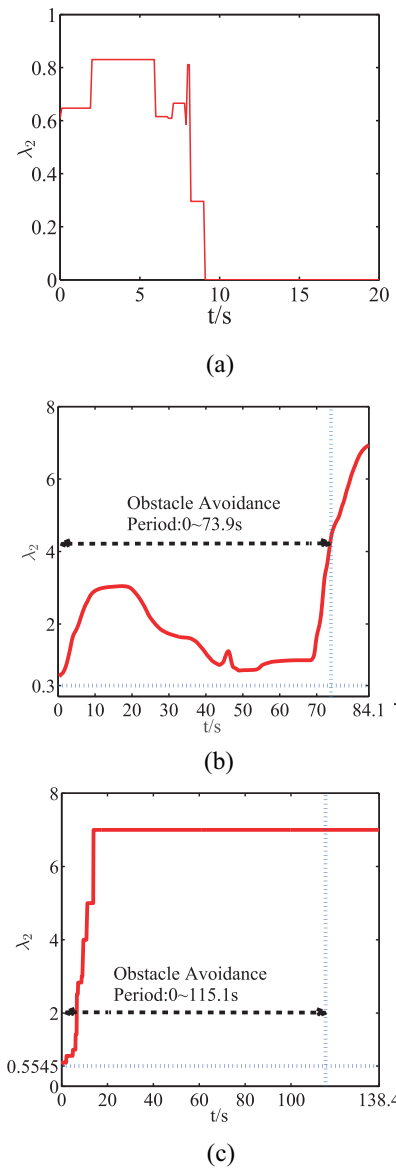 1
0.8
0.6
0.4
0.2
0
λ₂
0 5 10 15 20
t/s
(a)
8
6
4
2
0.3
λ₂
Obstacle Avoidance
Period:0~73.9s
0 10 20 30 40 50 60 70 84.1
t/s
(b)
8
6
4
2
0.5545
0
λ₂
Obstacle Avoidance
Period:0~115.1s
0 20 40 60 80 100 138.4
t/s
(c)